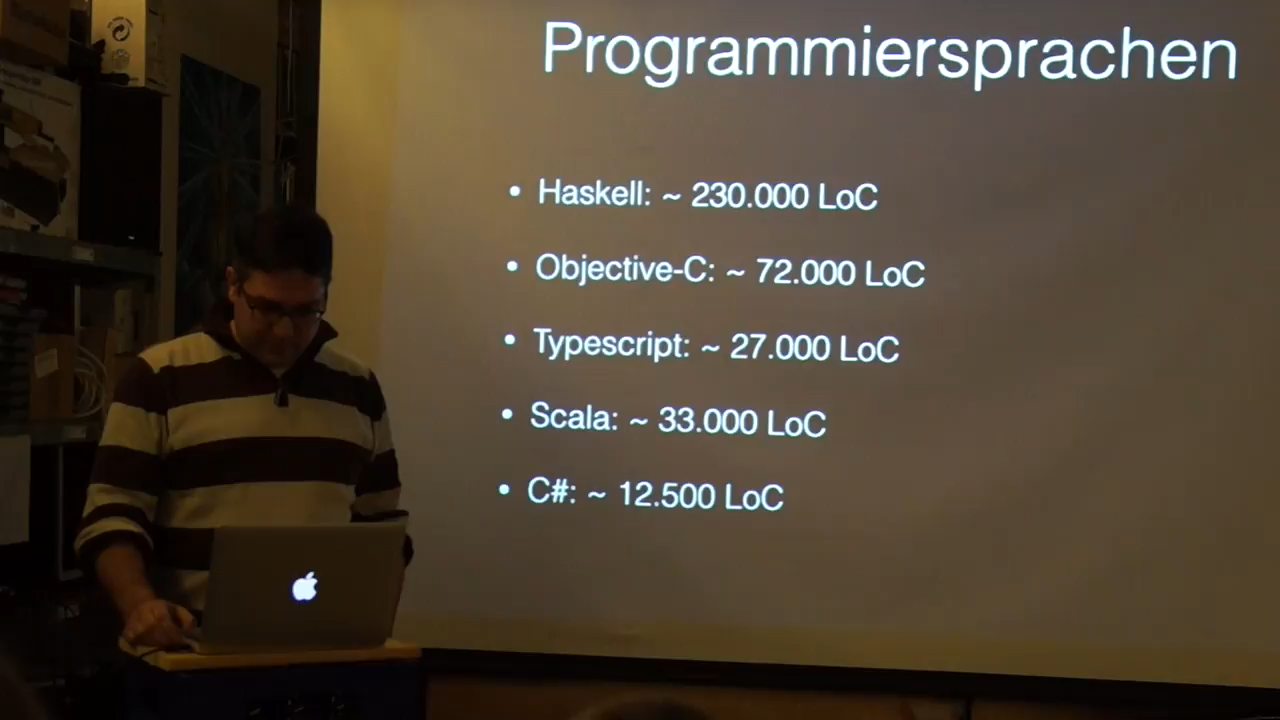 Programmiersprachen
• Haskell: ~ 230.000 LoC
• Objective-C: ~ 72.000 LoC
• Typescript: ~ 27.000 LoC
• Scala: ~ 33.000 LoC
• C#: ~ 12.500 LoC